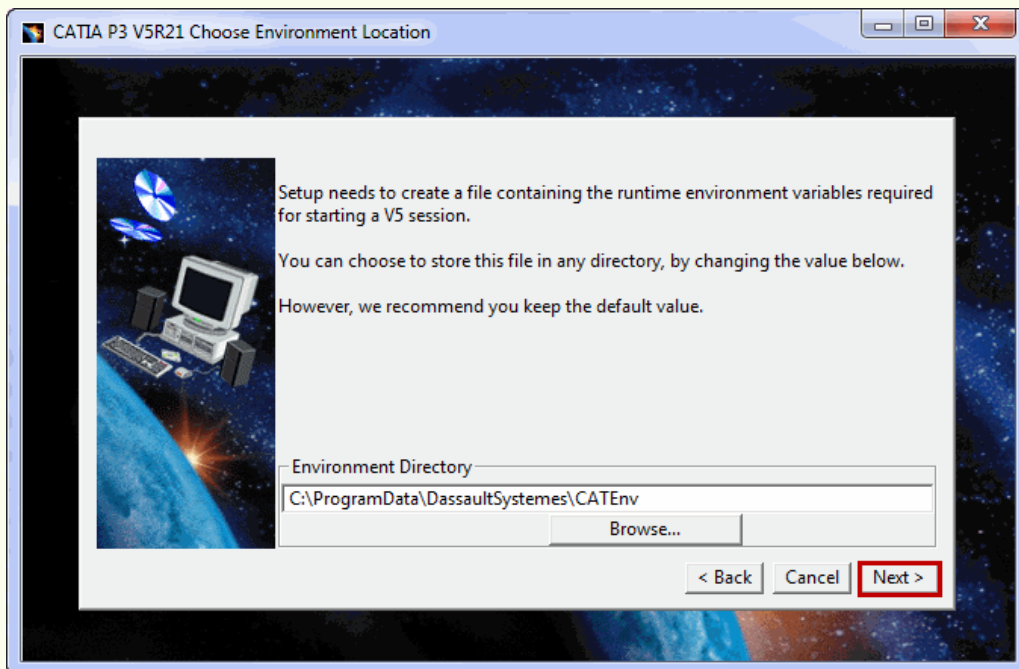 CATIA P3 V5R21 Choose Environment Location
Setup needs to create a file containing the runtime environment variables required
for starting a V5 session.
You can choose to store this file in any directory, by changing the value below.
However, we recommend you keep the default value.
Environment Directory
C:\ProgramData\DassaultSystemes\CATEnv
Browse...
< Back Cancel Next >